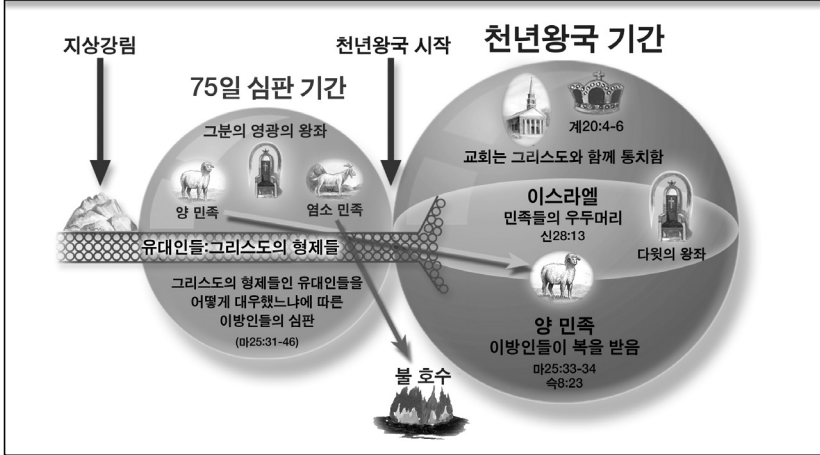 지상강림
75일 심판 기간
그분의 영광의 왕좌
양 민족
염소 민족
유대인들:그리스도의 형제들
그리스도의 형제들인 유대인들을
어떻게 대우했느냐에 따른
이방인들의 심판
(마25:31-46)
불 호수
천년왕국 시작
천년왕국 기간
계20:4-6
교회는 그리스도와 함께 통치함
이스라엘
민족들의 우두머리
신28:13
다윗의 왕좌
양 민족
이방인들이 복을 받음
마25:33-34
슥8:23